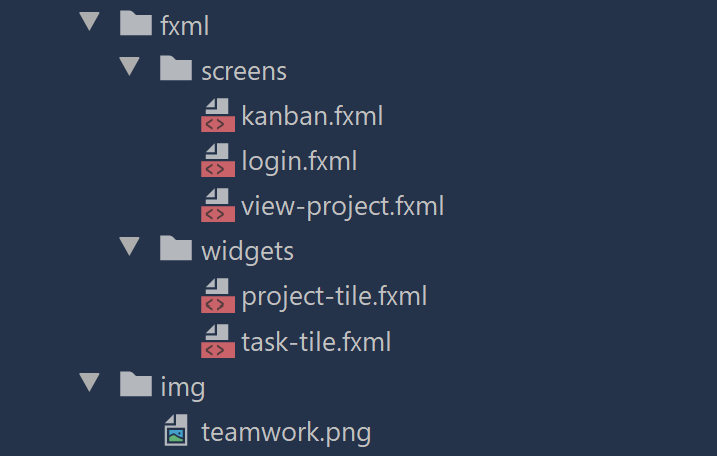 fxml
screens
kanban.fxml
login.fxml
view-project.fxml
widgets
project-tile.fxml
task-tile.fxml
img
teamwork.png